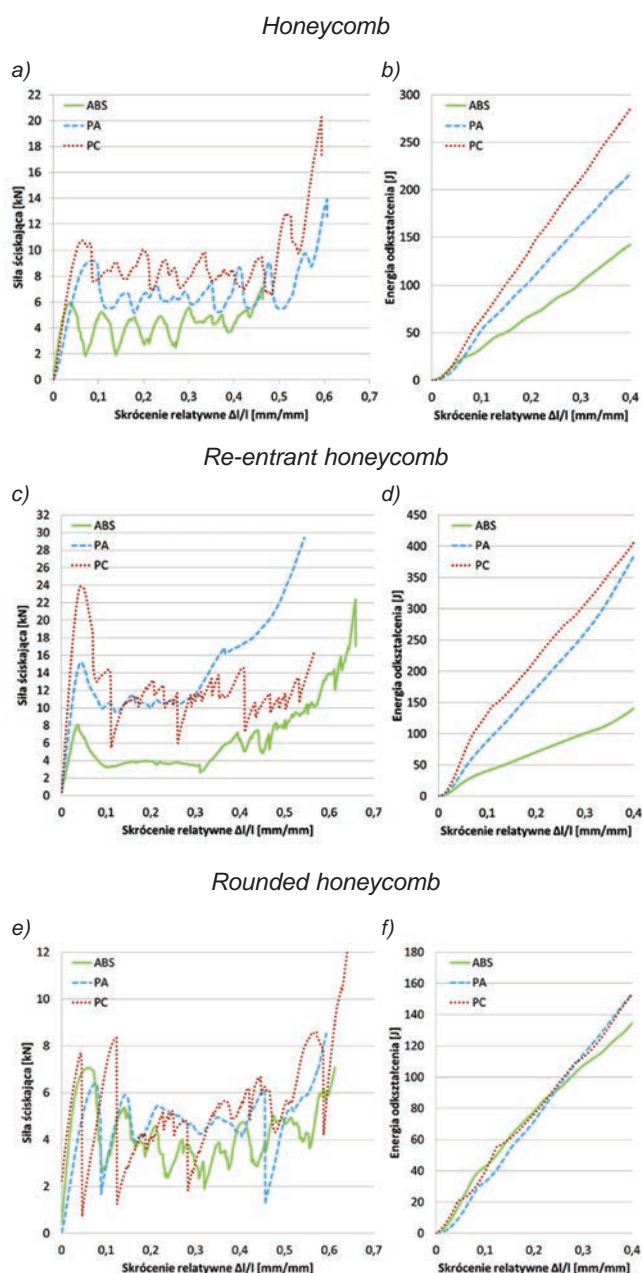 Honeycomb
a)
b)
22
20
18
16
14
12
10
8
6
4
2
0
Siła ściskająca [kN]
ABS
PA
PC
0 0,1 0,2 0,3 0,4 0,5 0,6 0,7
Skrócenie relatywne Δl/l [mm/mm]
300
250
200
150
100
50
0
Energia odkształcenia [J]
ABS
PA
PC
0 0,1 0,2 0,3 0,4
Skrócenie relatywne Δl/l [mm/mm]
Re-entrant honeycomb
c)
d)
32
30
28
26
24
22
20
18
16
14
12
10
8
6
4
2
0
Siła ściskająca [kN]
ABS
PA
PC
0 0,1 0,2 0,3 0,4 0,5 0,6 0,7
Skrócenie relatywne Δl/l [mm/mm]
450
400
350
300
250
200
150
100
50
0
Energia odkształcenia [J]
ABS
PA
PC
0 0,1 0,2 0,3 0,4
Skrócenie relatywne Δl/l [mm/mm]
Rounded honeycomb
e)
f)
12
10
8
6
4
2
0
Siła ściskająca [kN]
ABS
PA
PC
0 0,1 0,2 0,3 0,4 0,5 0,6 0,7
Skrócenie relatywne Δl/l [mm/mm]
180
160
140
120
100
80
60
40
20
0
Energia odkształcenia [J]
ABS
PA
PC
0 0,1 0,2 0,3 0,4
Skrócenie relatywne Δl/l [mm/mm]